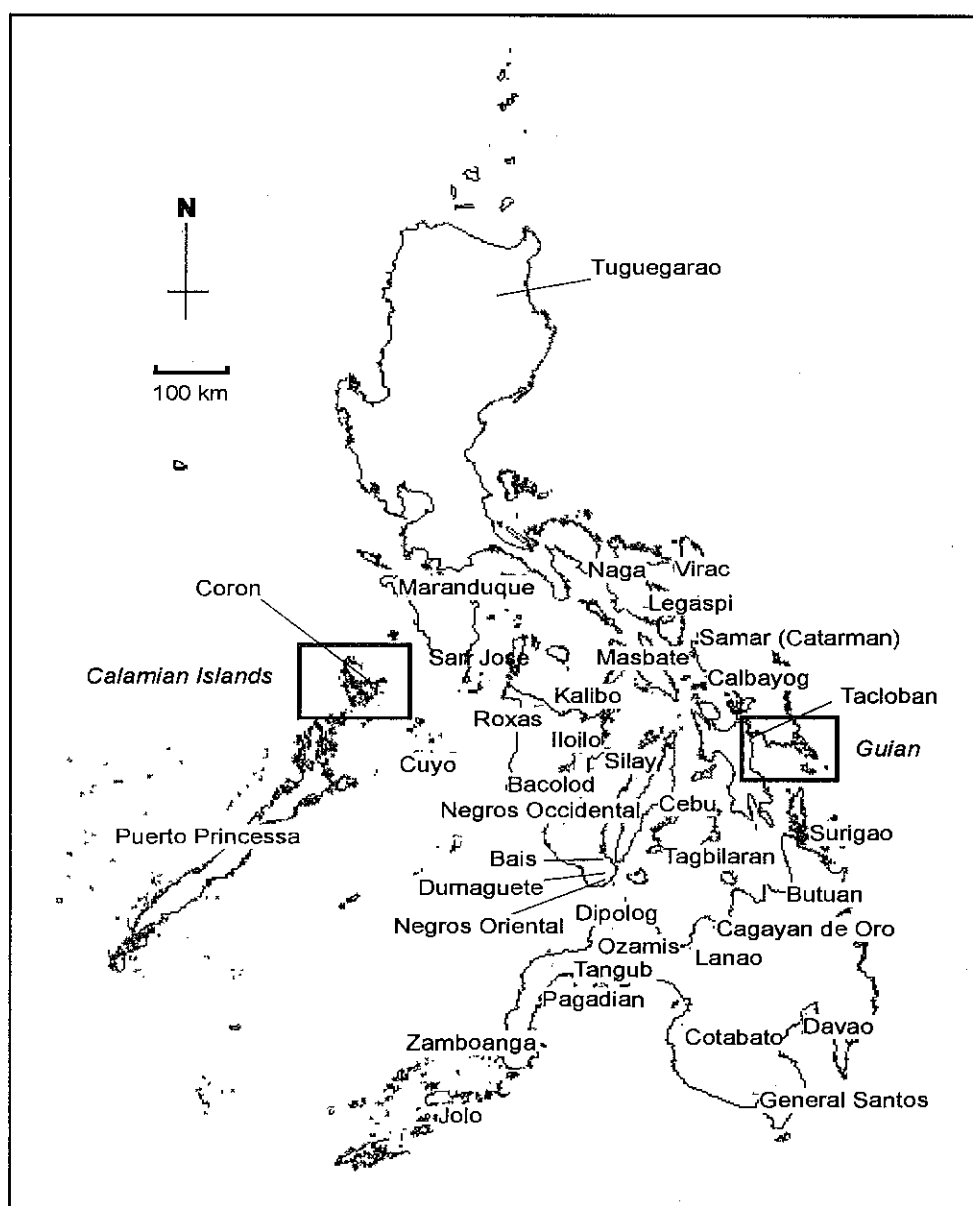 N
Tuguegarao
100 km
Coron
Maranduque
Naga
Virac
Legaspi
Calamian Islands
San Jose
Masbate
Samar (Catarman)
Calbayog
Tacloban
Kalibo
Roxas
Iloilo
Silay
Guian
Cuyo
Bacolod
Negros Occidental
Cebu
Puerto Princessa
Surigao
Bais
Tagbilaran
Dumaguete
Butuan
Negros Oriental
Dipolog
Cagayan de Oro
Ozamis
Lanao
Tangub
Pagadian
Zamboanga
Cotabato
Davao
General Santos
Jolo